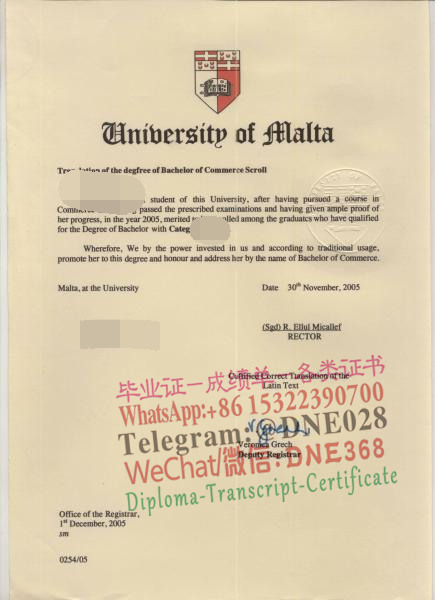 University of Malta
of the degfree of Bachelor of Commerce Scroll
student of this University, after having pursued a course in
passed the prescribed examinations and having given ample proof of
her progress, in the year 2005, merited among the graduates who have qualified
for the Degree of Bachelor with
Wherefore, We by the power invested in us and according to traditional usage,
promote her to this degree and honour and address her by the name of Bachelor of Commerce.
Malta, at the University Date 30th November, 2005
(Sgd) R. Ellul Micallef
RECTOR
Certified Correct Translation of the
Latin Text
毕业证—成绩单—各类证书
WhatsApp:+86 15322390700
Telegram:@DNE028
Veronica Grech
Deputy Registrar
WeChat/微信:DNE368
Diploma-Transcript-Certificate
Office of the Registrar,
1st December, 2005
sm
0254/05